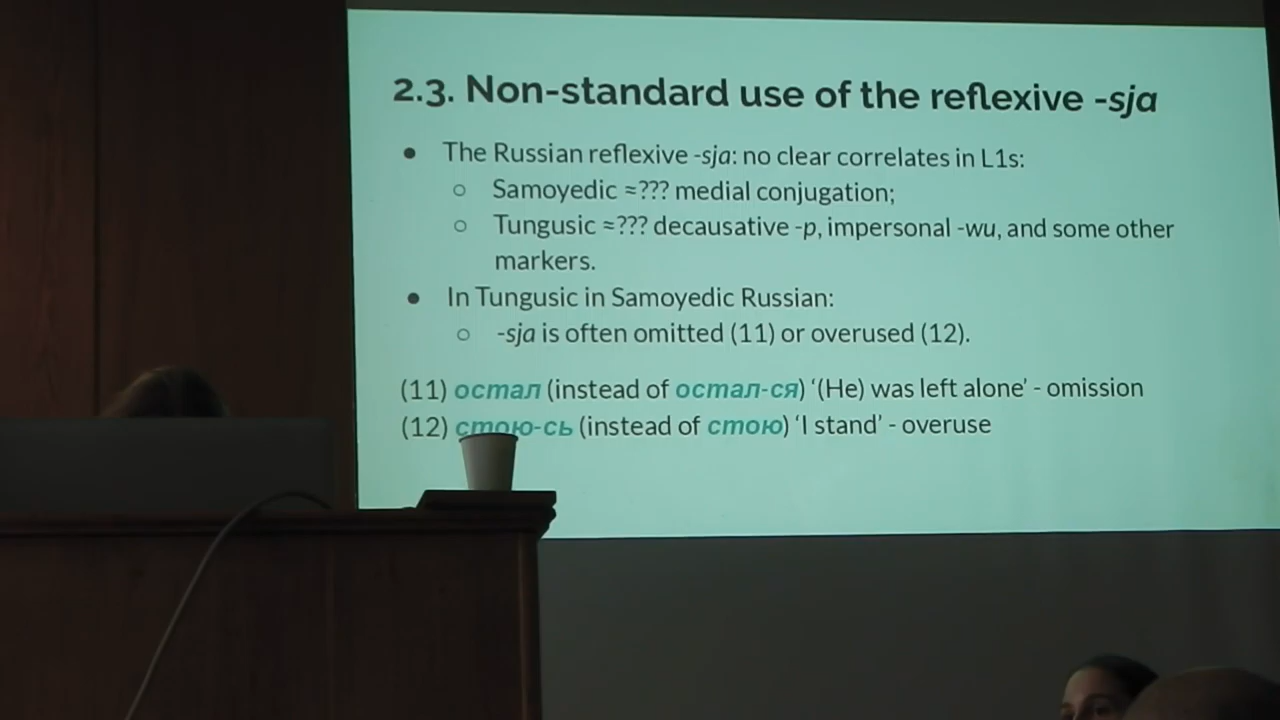 2.3. Non-standard use of the reflexive -sja
● The Russian reflexive -sja: no clear correlates in L1s:
○ Samoyedic ≈??? medial conjugation;
○ Tungusic ≈??? decausative -p, impersonal -wu, and some other
markers.
● In Tungusic in Samoyedic Russian:
○ -sja is often omitted (11) or overused (12).
(11) остал (instead of остал-ся) ‘(He) was left alone’ - omission
(12) стою-сь (instead of стою) ‘I stand’ - overuse